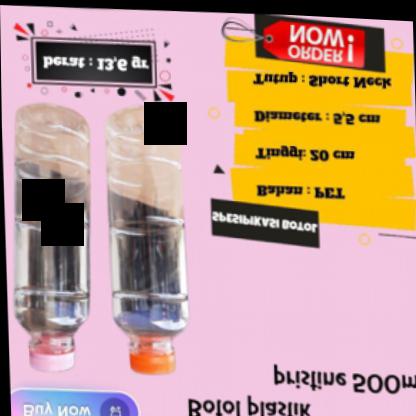 Botol plastik
pristine 500m
Buy Now
SPESIFIKASI BOTOL
Bahan : PET
Tinggi: 20 cm
Diameter : 5,5 cm
Tutup : Short Neck
berat : 13,6 gr
ORDER!
NOW!